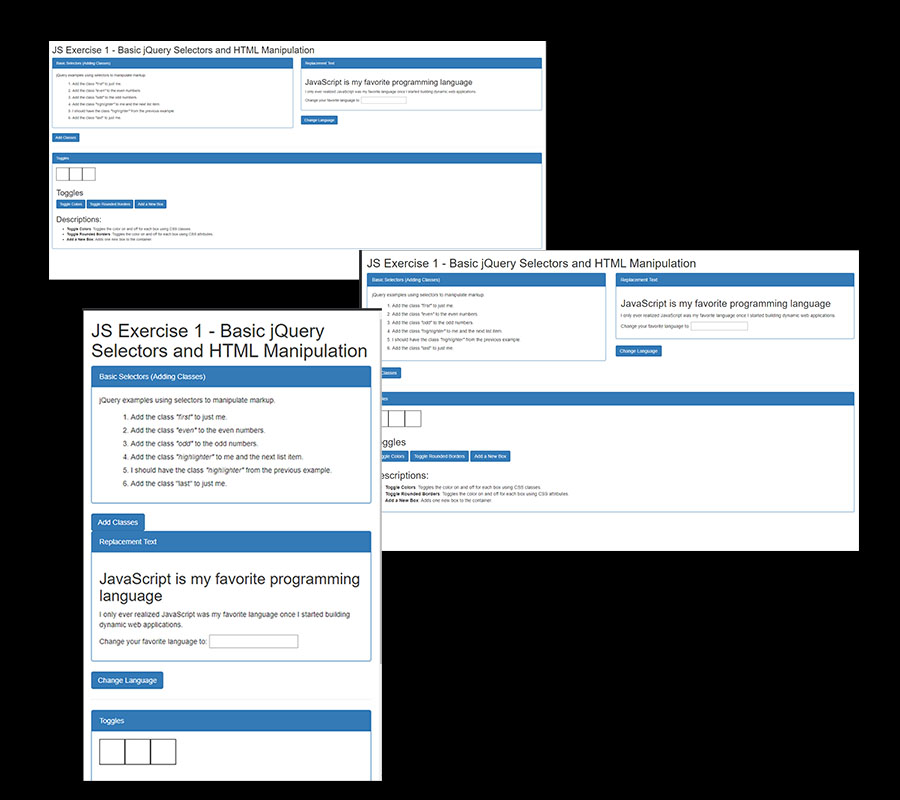 JS Exercise 1 - Basic jQuery Selectors and HTML Manipulation
Basic Selectors (Adding Classes)
jQuery examples using selectors to manipulate markup.
1. Add the class "first" to just me.
2. Add the class "even" to the even numbers.
3. Add the class "odd" to the odd numbers.
4. Add the class "highlighter" to me and the next list item.
5. I should have the class "highlighter" from the previous example.
6. Add the class "last" to just me.
Add Classes
Replacement Text
JavaScript is my favorite programming language
I only ever realized JavaScript was my favorite language once I started building dynamic web applications.
Change your favorite language to:
Change Language
Toggles
Toggles
Toggle Colors
Toggle Rounded Borders
Add a New Box
Descriptions:
• Toggle Colors: Toggles the color on and off for each box using CSS classes.
• Toggle Rounded Borders: Toggles the color on and off for each box using CSS attributes.
• Add a New Box: Adds one new box to the container.
JS Exercise 1 - Basic jQuery Selectors and HTML Manipulation
Basic Selectors (Adding Classes)
jQuery examples using selectors to manipulate markup.
1. Add the class "first" to just me.
2. Add the class "even" to the even numbers.
3. Add the class "odd" to the odd numbers.
4. Add the class "highlighter" to me and the next list item.
5. I should have the class "highlighter" from the previous example.
6. Add the class "last" to just me.
Classes
Replacement Text
JavaScript is my favorite programming language
I only ever realized JavaScript was my favorite language once I started building dynamic web applications.
Change your favorite language to:
Change Language
les
oggles
gle Colors
Toggle Rounded Borders
Add a New Box
escriptions:
Toggle Colors: Toggles the color on and off for each box using CSS classes.
Toggle Rounded Borders: Toggles the color on and off for each box using CSS attributes.
Add a New Box: Adds one new box to the container.
JS Exercise 1 - Basic jQuery
Selectors and HTML Manipulation
Basic Selectors (Adding Classes)
jQuery examples using selectors to manipulate markup.
1. Add the class "first" to just me.
2. Add the class "even" to the even numbers.
3. Add the class "odd" to the odd numbers.
4. Add the class "highlighter" to me and the next list item.
5. I should have the class "highlighter" from the previous example.
6. Add the class "last" to just me.
Add Classes
Replacement Text
JavaScript is my favorite programming
language
I only ever realized JavaScript was my favorite language once I started building
dynamic web applications.
Change your favorite language to:
Change Language
Toggles